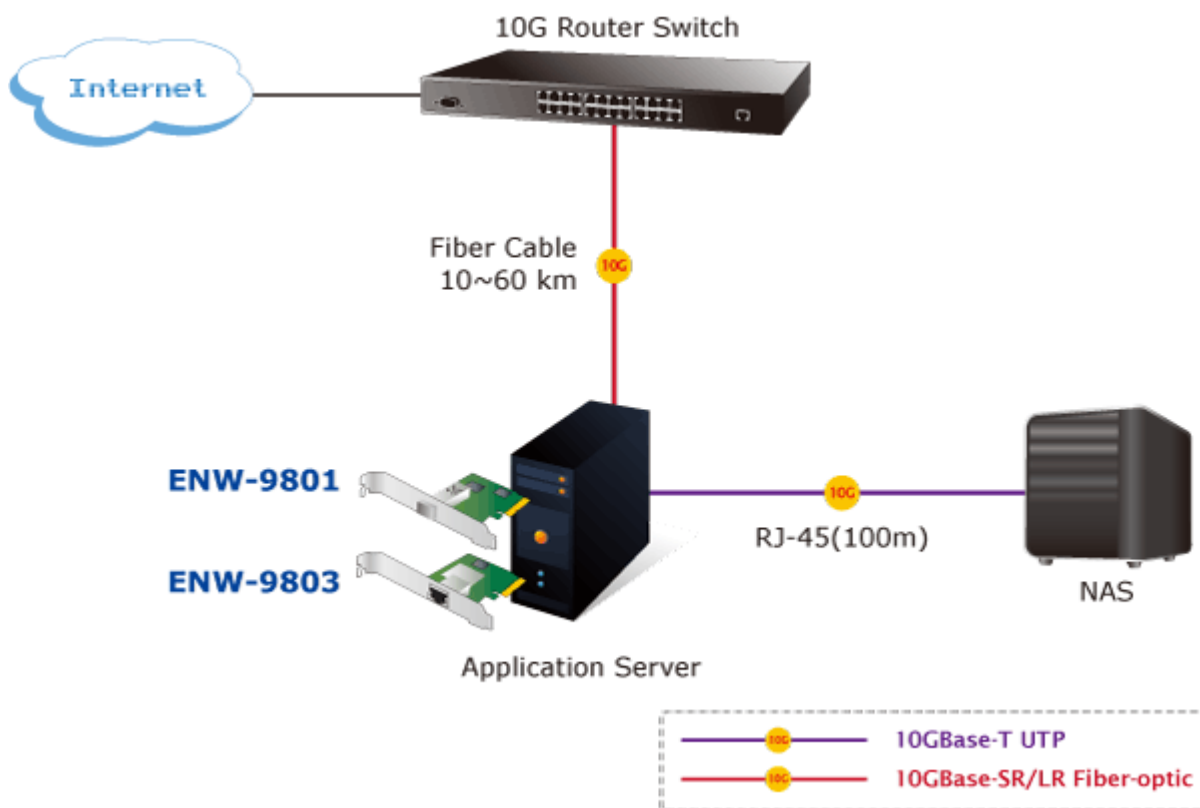 10G Router Switch
Internet
Fiber Cable
10~60 km
10G
ENW-9801
ENW-9803
10G
RJ-45(100m)
NAS
Application Server
10G
10GBase-T UTP
10G
10GBase-SR/LR Fiber-optic